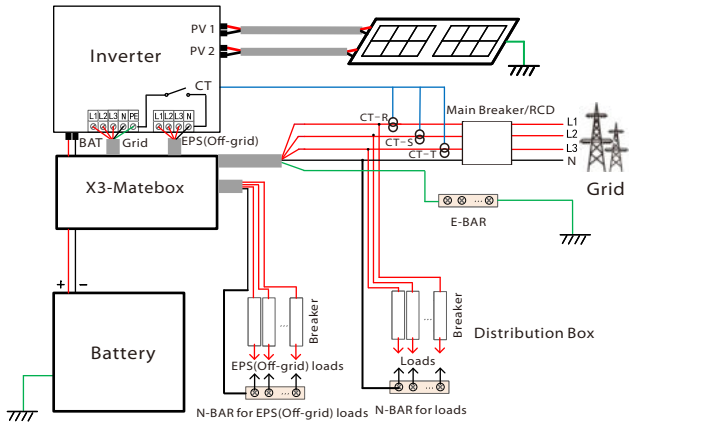 PV 1
Inverter
PV 2
CT
L1 L2 L3 N PE
L1 L2 L3 N
BAT
Grid
EPS(Off-grid)
CT-R
CT-S
CT-T
Main Breaker/RCD
L1
L2
L3
N
Grid
X3-Matebox
E-BAR
+
−
Battery
...
Breaker
EPS(Off-grid) loads
...
N-BAR for EPS(Off-grid) loads
...
Breaker
Loads
...
N-BAR for loads
Distribution Box
...